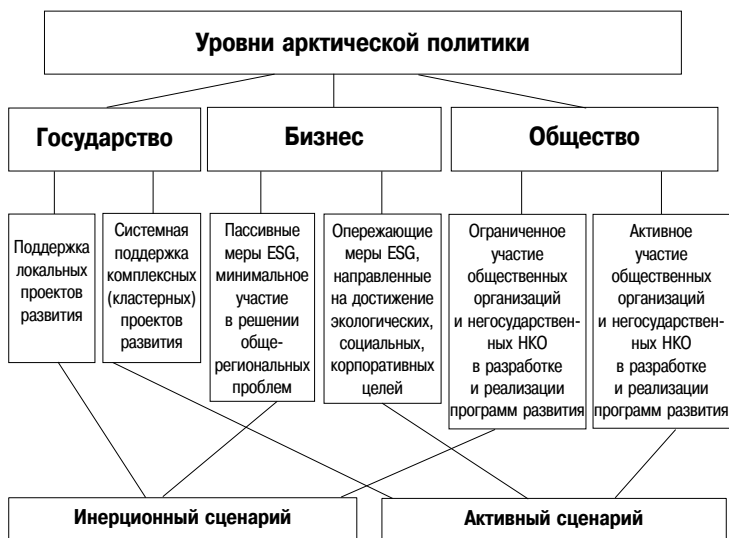 Уровни арктической политики
Государство
Бизнес
Общество
Поддержка
локальных
проектов
развития
Системная
поддержка
комплексных
(кластерных)
проектов
развития
Пассивные
меры ESG,
минимальное
участие
в решении
обще-
региональных
проблем
Опережающие
меры ESG,
направленные
на достижение
экологических,
социальных,
корпоративных
целей
Ограниченное
участие
общественных
организаций
и негосударствен-
ных НКО
в разработке
и реализации
программ развития
Активное
участие
общественных
организаций
и негосударствен-
ных НКО
в разработке
и реализации
программ развития
Инерционный сценарий
Активный сценарий